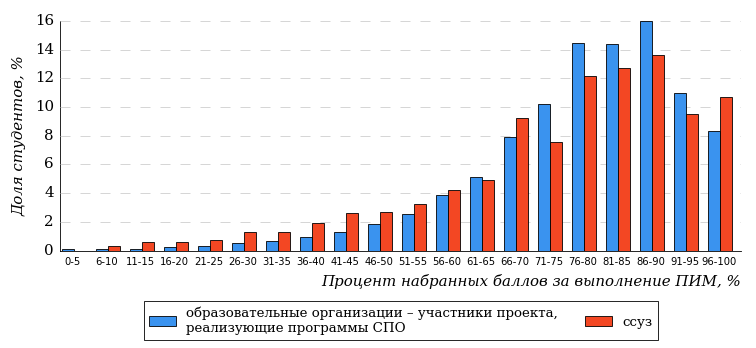 Доля студентов, %
16
14
12
10
8
6
4
2
0
0-5 6-10 11-15 16-20 21-25 26-30 31-35 36-40 41-45 46-50 51-55 56-60 61-65 66-70 71-75 76-80 81-85 86-90 91-95 96-100
Процент набранных баллов за выполнение ПИМ, %
образовательные организации – участники проекта,
реализующие программы СПО
ссуз